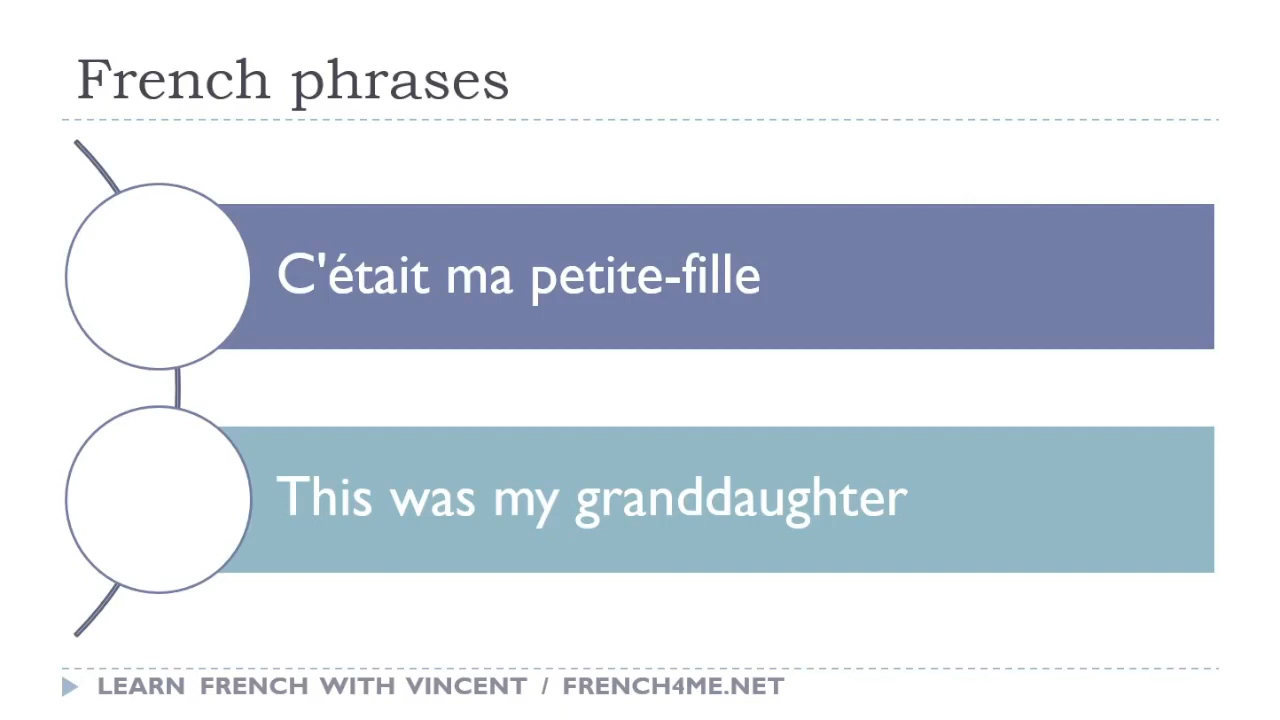 French phrases
C'était ma petite-fille
This was my granddaughter
LEARN FRENCH WITH VINCENT / FRENCH4ME.NET